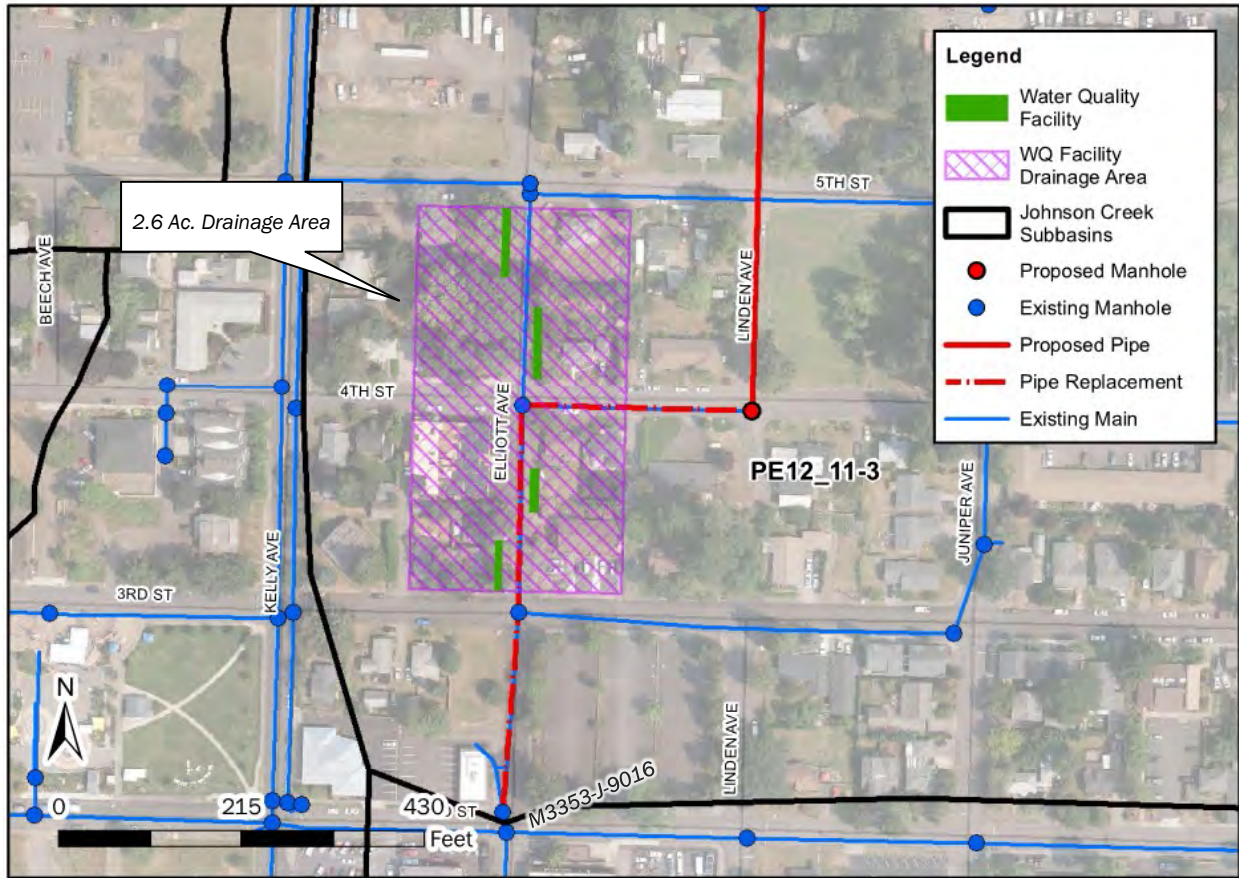 Legend
Water Quality
Facility
WQ Facility
Drainage Area
Johnson Creek
Subbasins
Proposed Manhole
Existing Manhole
Proposed Pipe
Pipe Replacement
Existing Main
5TH ST
2.6 Ac. Drainage Area
BEECH AVE
LINDEN AVE
4TH ST
ELLIOTT AVE
PE12_11-3
JUNIPER AVE
KELLY AVE
3RD ST
N
LINDEN AVE
M3353-J-9016
0 215 430
ST
Feet